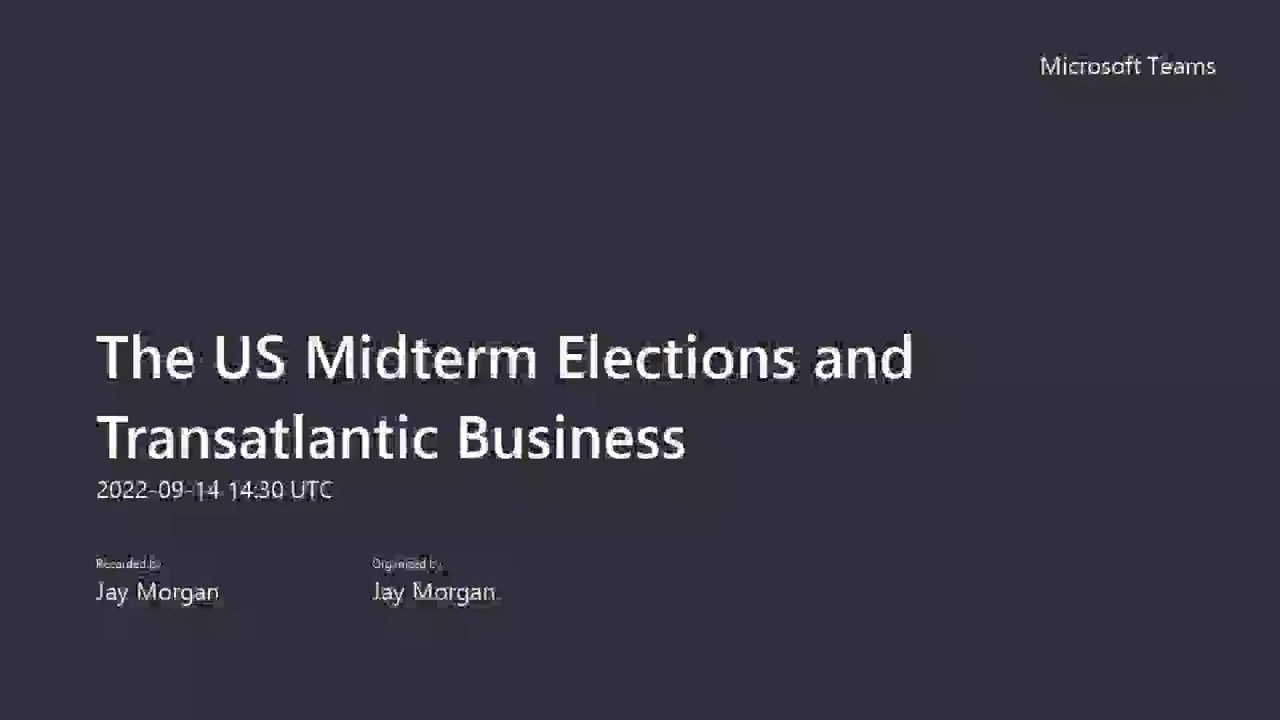 Microsoft Teams
The US Midterm Elections and
Transatlantic Business
2022-09-14 14:30 UTC
Recorded by
Organized by
Jay Morgan
Jay Morgan